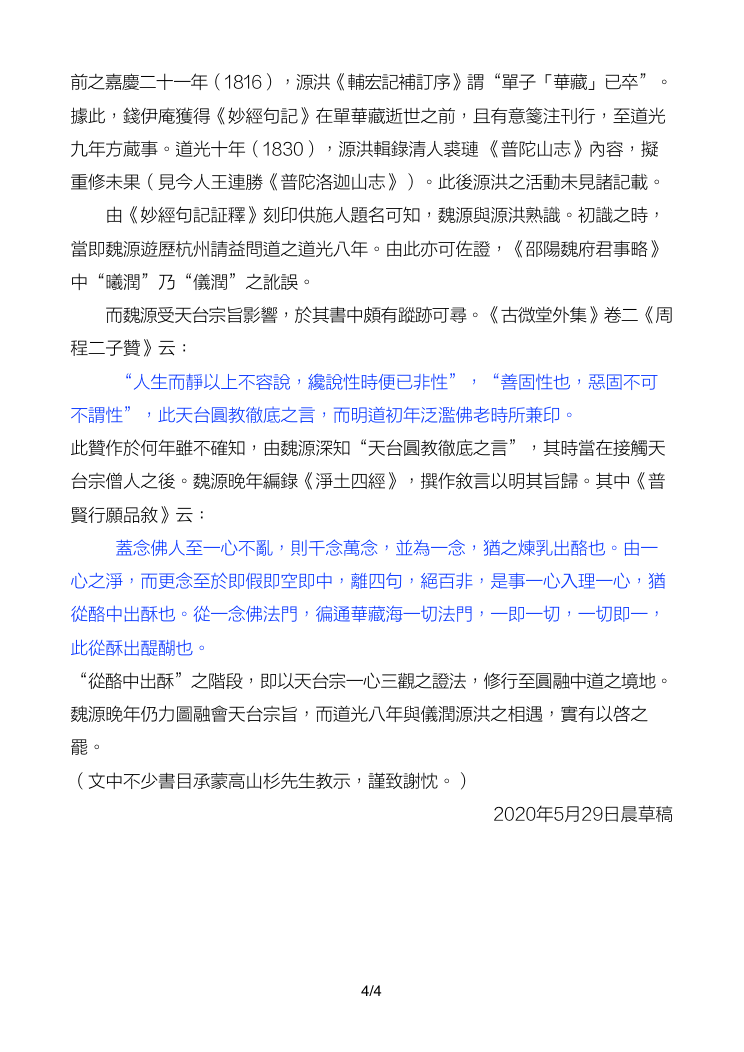 前之嘉慶二十一年（1816），源洪《輔宏記補訂序》謂“單子「華藏」已卒”。
據此，錢伊庵獲得《妙經句記》在單華藏逝世之前，且有意箋注刊行，至道光
九年方蕆事。道光十年（1830），源洪輯錄清人裘璉《普陀山志》內容，擬
重修未果（見今人王連勝《普陀洛迦山志》）。此後源洪之活動未見諸記載。
由《妙經句記証釋》刻印供施人題名可知，魏源與源洪熟識。初識之時，
當即魏源遊歷杭州請益問道之道光八年。由此亦可佐證，《邵陽魏府君事略》
中“曦潤”乃“儀潤”之訛誤。
而魏源受天台宗旨影響，於其書中頗有蹤跡可尋。《古微堂外集》卷二《周
程二子贊》云：
“人生而靜以上不容說，纔說性時便已非性”，“善固性也，惡固不可
不謂性”，此天台圓教徹底之言，而明道初年泛濫佛老時所兼印。
此贊作於何年雖不確知，由魏源深知“天台圓教徹底之言”，其時當在接觸天
台宗僧人之後。魏源晚年編錄《淨土四經》，撰作敘言以明其旨歸。其中《普
賢行願品敘》云：
蓋念佛人至一心不亂，則千念萬念，並為一念，猶之煉乳出酪也。由一
心之淨，而更念至於即假即空即中，離四句，絕百非，是事一心入理一心，猶
從酪中出酥也。從一念佛法門，徧通華藏海一切法門，一即一切，一切即一，
此從酥出醍醐也。
“從酪中出酥”之階段，即以天台宗一心三觀之證法，修行至圓融中道之境地。
魏源晚年仍力圖融會天台宗旨，而道光八年與儀潤源洪之相遇，實有以啓之
罷。
（文中不少書目承蒙高山杉先生教示，謹致謝忱。）
2020年5月29日晨草稿
4/4